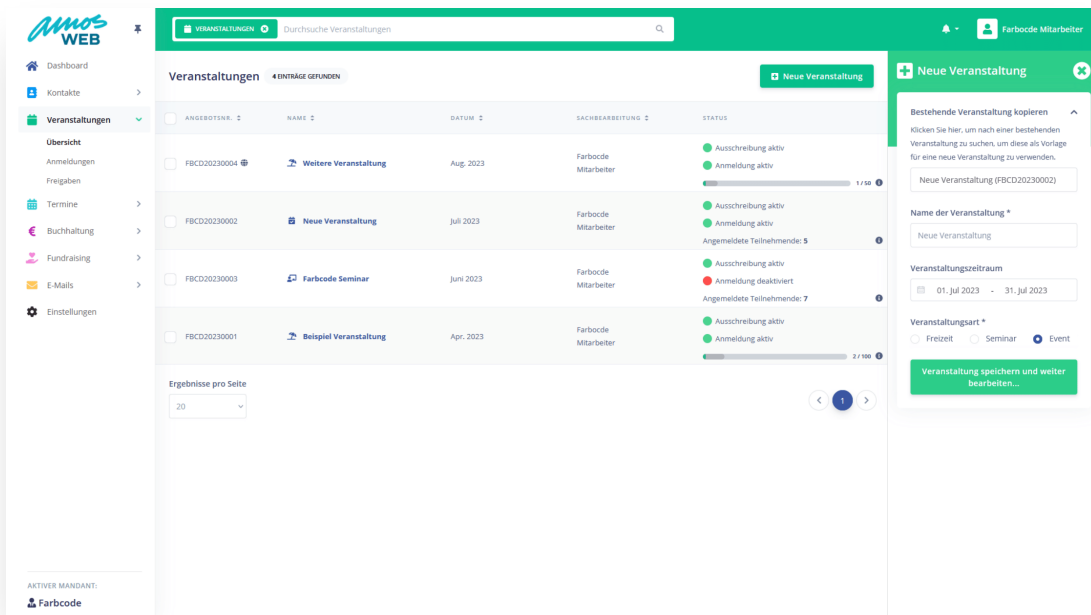 amos
WEB
VERANSTALTUNGEN
Durchsuche Veranstaltungen
Farbocde Mitarbeiter
Dashboard
Kontakte
Veranstaltungen
Übersicht
Anmeldungen
Freigaben
Termine
Buchhaltung
Fundraising
E-Mails
Einstellungen
AKTIVER MANDANT:
Farbcode
Veranstaltungen 4 EINTRÄGE GEFUNDEN
Neue Veranstaltung
ANGEBOTSNR. NAME DATUM SACHBEARBEITUNG STATUS
FBCD20230004 Weitere Veranstaltung Aug. 2023 Farbocde
Mitarbeiter
Ausschreibung aktiv
Anmeldung aktiv
1 / 50
FBCD20230002 Neue Veranstaltung Juli 2023 Farbocde
Mitarbeiter
Ausschreibung aktiv
Anmeldung aktiv
Angemeldete Teilnehmende: 5
FBCD20230003 Farbcode Seminar Juni 2023 Farbocde
Mitarbeiter
Ausschreibung aktiv
Anmeldung deaktiviert
Angemeldete Teilnehmende: 7
FBCD20230001 Beispiel Veranstaltung Apr. 2023 Farbocde
Mitarbeiter
Ausschreibung aktiv
Anmeldung aktiv
2 / 100
Ergebnisse pro Seite
20
1
Neue Veranstaltung
Bestehende Veranstaltung kopieren
Klicken Sie hier, um nach einer bestehenden
Veranstaltung zu suchen, um diese als Vorlage
für eine neue Veranstaltung zu verwenden.
Neue Veranstaltung (FBCD20230002)
Name der Veranstaltung *
Neue Veranstaltung
Veranstaltungszeitraum
01. Jul 2023 - 31. Jul 2023
Veranstaltungsart *
Freizeit Seminar Event
Veranstaltung speichern und weiter
bearbeiten...